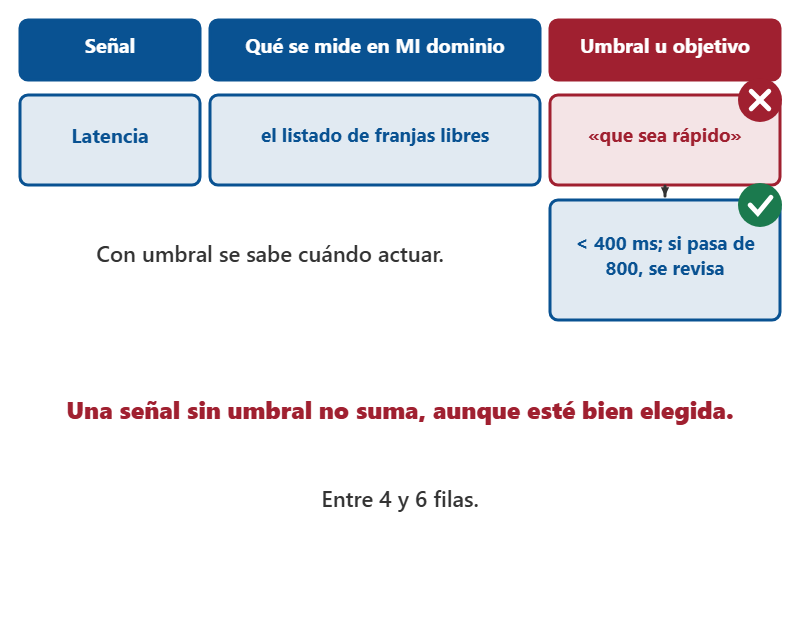 Señal
Qué se mide en MI dominio
Umbral u objetivo
Latencia
el listado de franjas libres
«que sea rápido»
< 400 ms; si pasa de
800, se revisa
Con umbral se sabe cuándo actuar.
Una señal sin umbral no suma, aunque esté bien elegida.
Entre 4 y 6 filas.